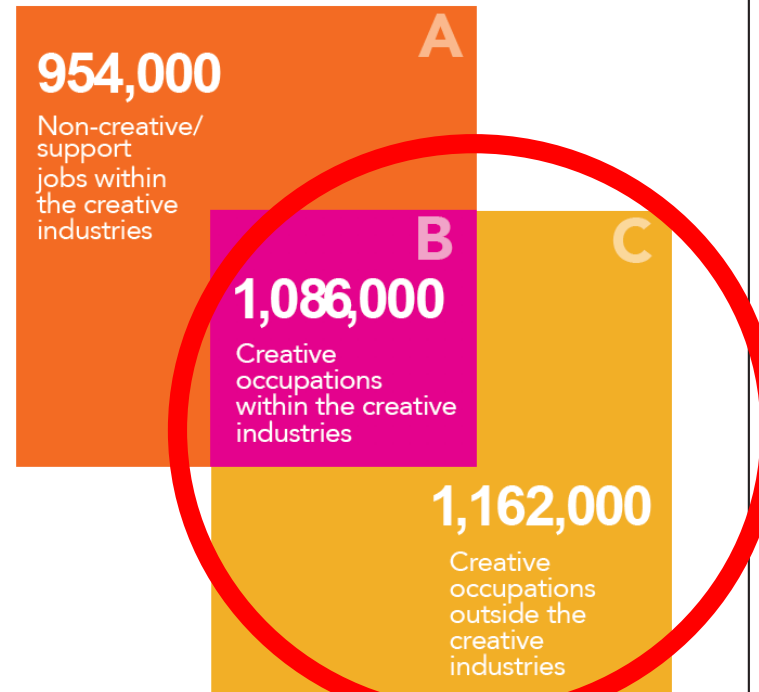 A
954,000
Non-creative/
support
jobs within
the creative
industries
B
C
1,086,000
Creative
occupations
within the creative
industries
1,162,000
Creative
occupations
outside the
creative
industries